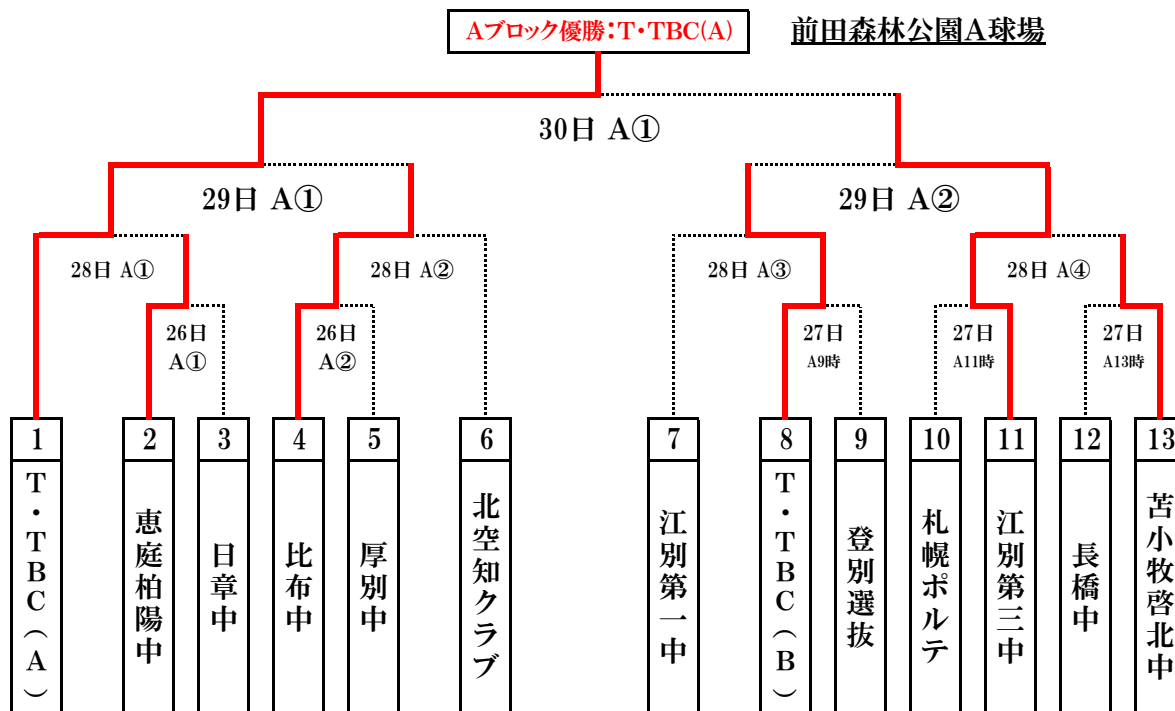 Aブロック優勝:T・TBC(A)
前田森林公園A球場
30日 A①
29日 A①
29日 A②
28日 A①
28日 A②
28日 A③
28日 A④
26日
A①
26日
A②
27日
A9時
27日
A11時
27日
A13時
1
2
3
4
5
6
7
8
9
10
11
12
13
T・TBC(A)
恵庭柏陽中
日章中
比布中
厚別中
北空知クラブ
江別第一中
T・TBC(B)
登別選抜
札幌ポルテ
江別第三中
長橋中
苫小牧啓北中